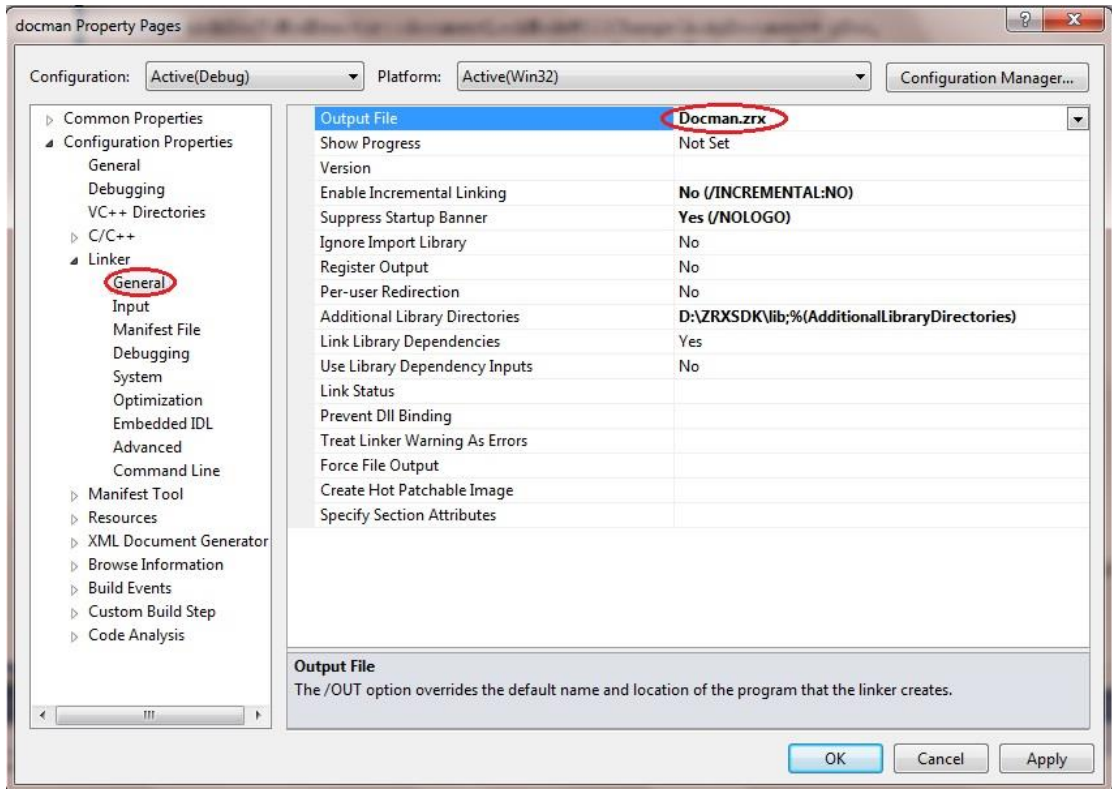 docman Property Pages
Configuration: Active(Debug) Platform: Active(Win32) Configuration Manager...
Common Properties
Configuration Properties
General
Debugging
VC++ Directories
C/C++
Linker
General
Input
Manifest File
Debugging
System
Optimization
Embedded IDL
Advanced
Command Line
Manifest Tool
Resources
XML Document Generator
Browse Information
Build Events
Custom Build Step
Code Analysis
Output File Docman.zrx
Show Progress Not Set
Version
Enable Incremental Linking No (/INCREMENTAL:NO)
Suppress Startup Banner Yes (/NOLOGO)
Ignore Import Library No
Register Output No
Per-user Redirection No
Additional Library Directories D:\ZRXSDK\lib;%(AdditionalLibraryDirectories)
Link Library Dependencies Yes
Use Library Dependency Inputs No
Link Status
Prevent Dll Binding
Treat Linker Warning As Errors
Force File Output
Create Hot Patchable Image
Specify Section Attributes
Output File
The /OUT option overrides the default name and location of the program that the linker creates.
OK Cancel Apply